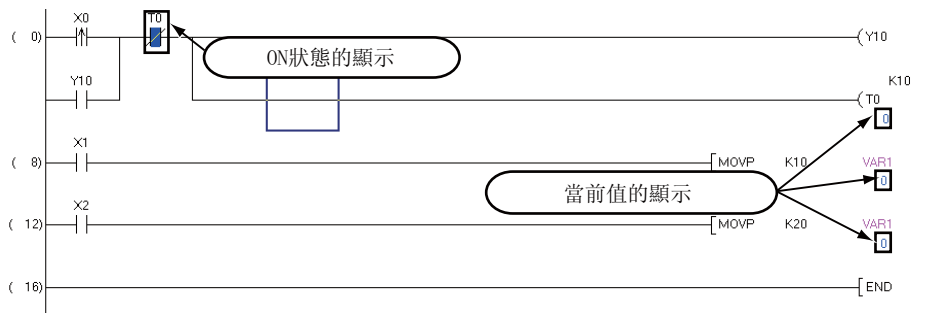 X0 T0
( 0) Y10
ON狀態的顯示
Y10 K10
T0
0
X1
( 8) MOVP K10 VAR1
0
當前值的顯示
X2
( 12) MOVP K20 VAR1
0
( 16) END